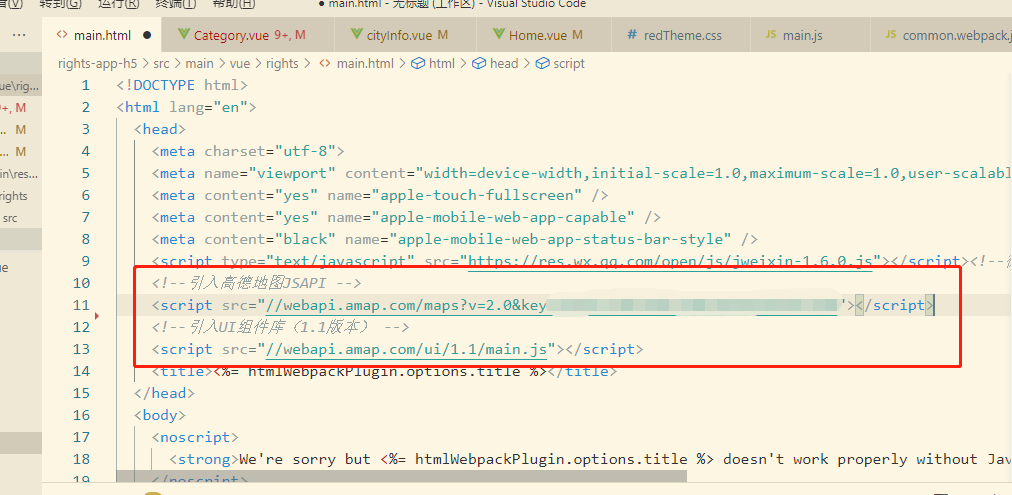 转到(G) 运行(R) 终端(T) 帮助(H) ● main.html - 无标题 (工作区) - Visual Studio Code
··· <> main.html ● Category.vue 9+, M cityInfo.vue M Home.vue M # redTheme.css JS main.js JS common.webpack.j
rights-app-h5 > src > main > vue > rights > <> main.html > html > head > script
ue\rig...
9+, M
... M
... M
in\res...
rights
src
ue
1 <!DOCTYPE html>
2 <html lang="en">
3 <head>
4 <meta charset="utf-8">
5 <meta name="viewport" content="width=device-width,initial-scale=1.0,maximum-scale=1.0,user-scalabl
6 <meta content="yes" name="apple-touch-fullscreen" />
7 <meta content="yes" name="apple-mobile-web-app-capable" />
8 <meta content="black" name="apple-mobile-web-app-status-bar-style" />
9 <script type="text/javascript" src="https://res.wx.qq.com/open/js/jweixin-1.6.0.js"></script><!--
10 <!--引入高德地图JSAPI -->
11 <script src="//webapi.amap.com/maps?v=2.0&key"></script>
12 <!--引入UI组件库（1.1版本） -->
13 <script src="//webapi.amap.com/ui/1.1/main.js"></script>
14 <title><%= htmlWebpackPlugin.options.title %></title>
15 </head>
16 <body>
17 <noscript>
18 <strong>We're sorry but <%= htmlWebpackPlugin.options.title %> doesn't work properly without Jav
19 </noscript>